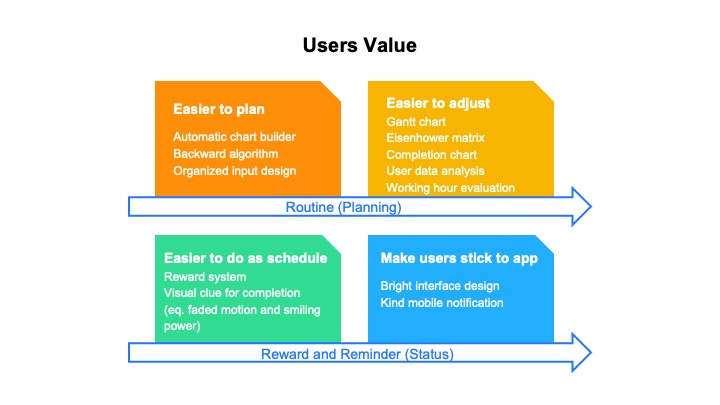 Users Value
Easier to plan
Automatic chart builder
Backward algorithm
Organized input design
Easier to adjust
Gantt chart
Eisenhower matrix
Completion chart
User data analysis
Working hour evaluation
Routine (Planning)
Easier to do as schedule
Reward system
Visual clue for completion
(eq. faded motion and smiling
power)
Make users stick to app
Bright interface design
Kind mobile notification
Reward and Reminder (Status)